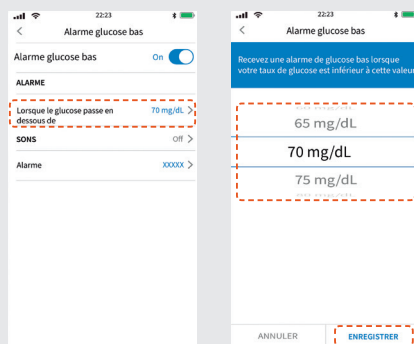 22:23
Alarme glucose bas
Alarme glucose bas On
ALARME
Lorsque le glucose passe en 70 mg/dL
dessous de
SONS Off
Alarme XXXXX
22:23
Alarme glucose bas
Recevez une alarme de glucose bas lorsque
votre taux de glucose est inférieur à cette valeur
65 mg/dL
70 mg/dL
75 mg/dL
ANNULER ENREGISTRER